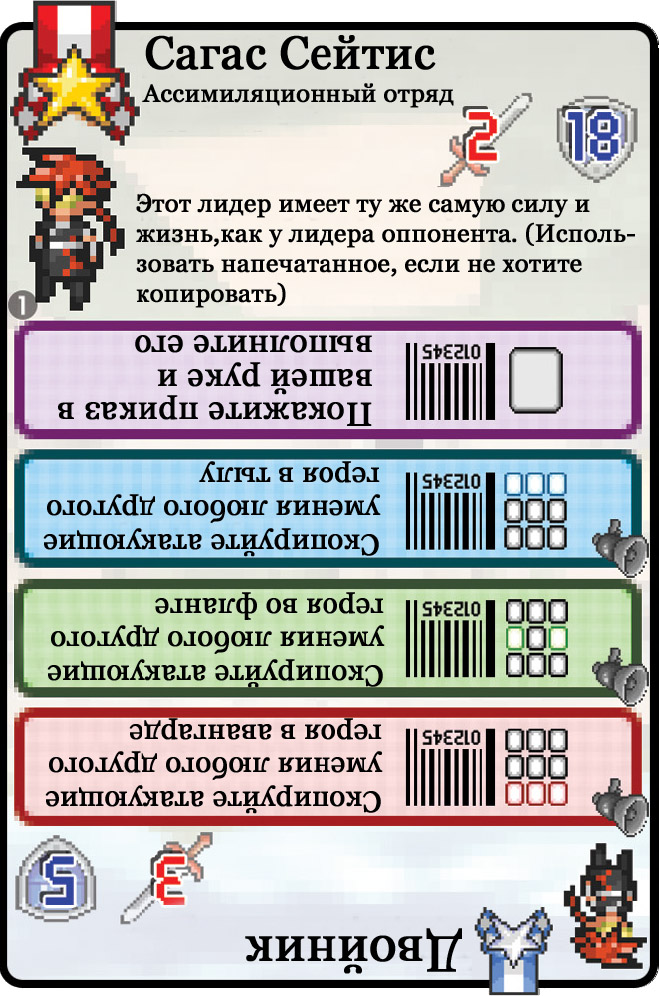 Сагас Сейтис
Ассимиляционный отряд
2 18
Этот лидер имеет ту же самую силу и
жизнь,как у лидера оппонента. (Исполь-
зовать напечатанное, если не хотите
копировать)
1
Двойник
3 5
Скопируйте атакующие
умения любого другого
героя в авангарде
012345
Скопируйте атакующие
умения любого другого
героя во фланге
012345
Скопируйте атакующие
умения любого другого
героя в тылу
012345
Покажите приказ в
вашей руке и
выполните его
012345